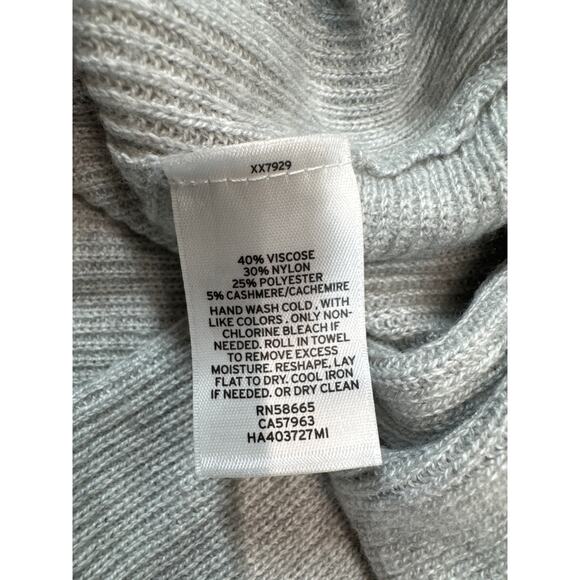 XX7929
40% VISCOSE
30% NYLON
25% POLYESTER
5% CASHMERE/CACHEMIRE
HAND WASH COLD . WITH
LIKE COLORS . ONLY NON-
CHLORINE BLEACH IF
NEEDED. ROLL IN TOWEL
TO REMOVE EXCESS
MOISTURE. RESHAPE, LAY
FLAT TO DRY. COOL IRON
IF NEEDED. OR DRY CLEAN
RN58665
CA57963
HA403727MI